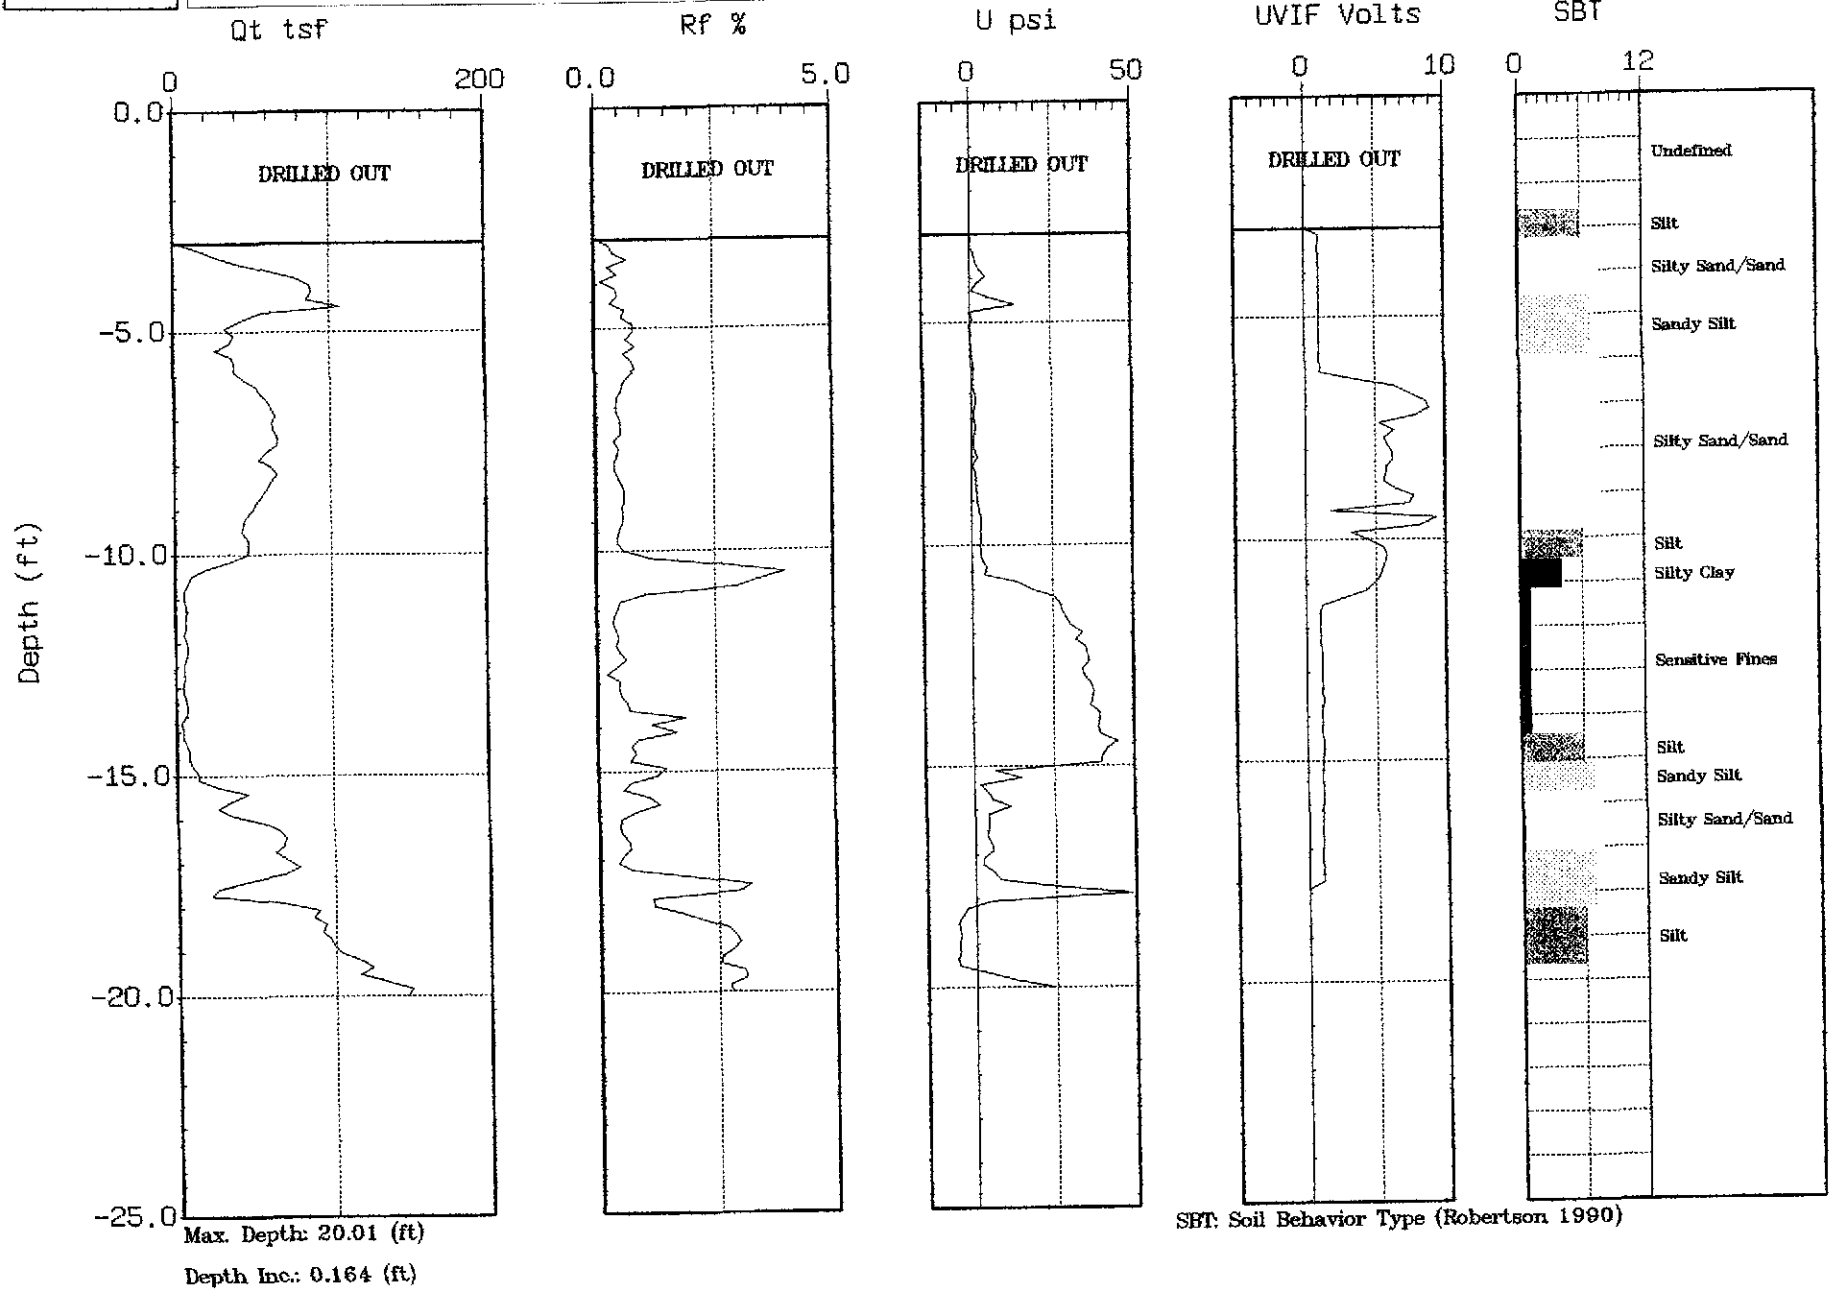 Qt tsf
Rf %
U psi
UVIF Volts
SBT
0 200
0.0 5.0
0 50
0 10
0 12
0.0
-5.0
-10.0
-15.0
-20.0
-25.0
Depth (ft)
DRILLED OUT
DRILLED OUT
DRILLED OUT
DRILLED OUT
Undefined
Silt
Silty Sand/Sand
Sandy Silt
Silty Sand/Sand
Silt
Silty Clay
Sensitive Fines
Silt
Sandy Silt
Silty Sand/Sand
Sandy Silt
Silt
Max. Depth: 20.01 (ft)
Depth Inc.: 0.164 (ft)
SBT: Soil Behavior Type (Robertson 1990)